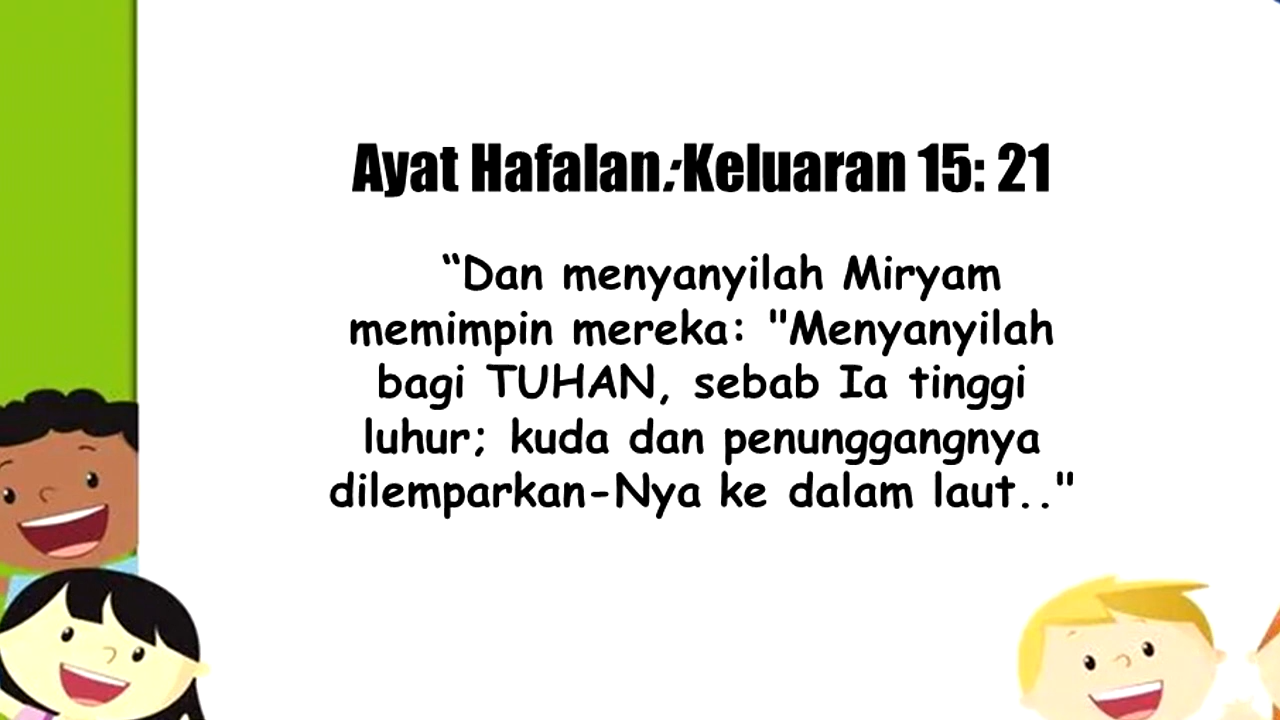 Ayat Hafalan:Keluaran 15: 21
“Dan menyanyilah Miryam
memimpin mereka: "Menyanyilah
bagi TUHAN, sebab Ia tinggi
luhur; kuda dan penunggangnya
dilemparkan-Nya ke dalam laut.."